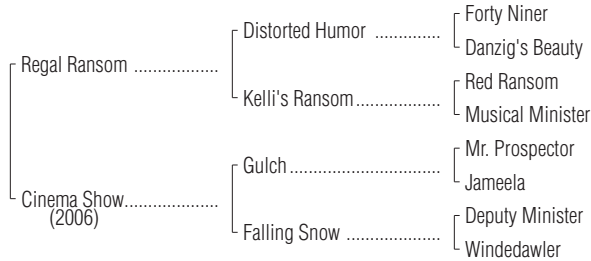 Forty Niner
Distorted Humor ..............
Danzig's Beauty
Regal Ransom ..................
Red Ransom
Kelli's Ransom..................
Musical Minister
Mr. Prospector
Gulch................................
Jameela
Cinema Show....................
(2006)
Deputy Minister
Falling Snow ....................
Windedawler